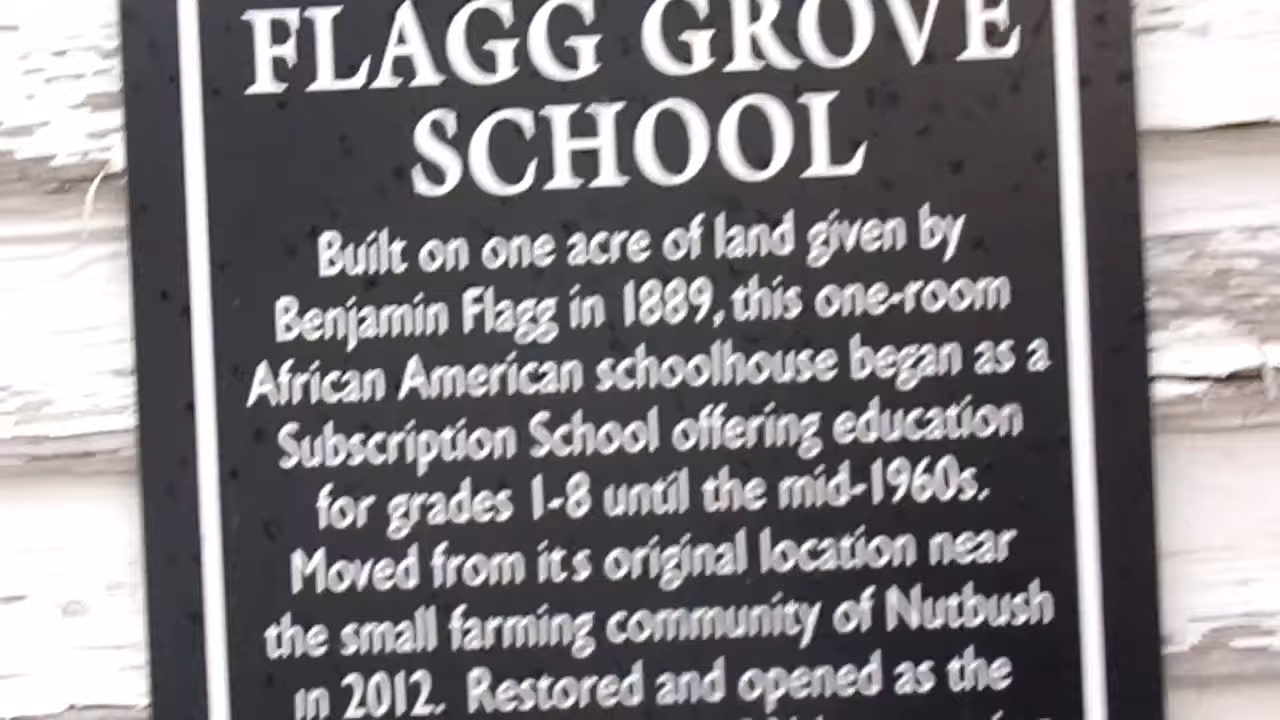 FLAGG GROVE
SCHOOL
Built on one acre of land given by
Benjamin Flagg in 1889, this one-room
African American schoolhouse began as a
Subscription School offering education
for grades 1-8 until the mid-1960s.
Moved from its original location near
the small farming community of Nutbush
in 2012. Restored and opened as the